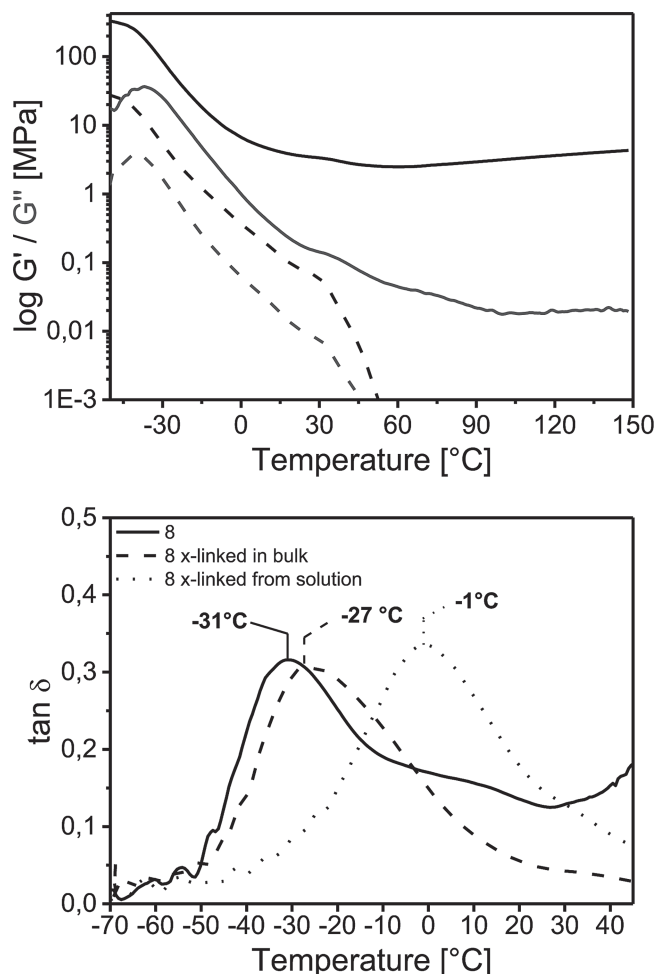 log G' / G" [MPa]
100
10
1
0,1
0,01
1E-3
-30 0 30 60 90 120 150
Temperature [°C]
tan δ
0,5
0,4
0,3
0,2
0,1
0,0
8
8 x-linked in bulk
8 x-linked from solution
-31°C
-27 °C
-1°C
-70 -60 -50 -40 -30 -20 -10 0 10 20 30 40
Temperature [°C]